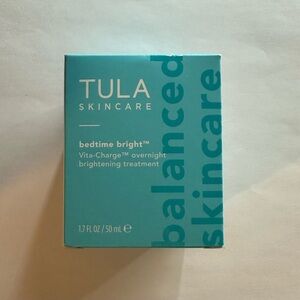 TULA
SKINCARE
bedtime bright™
Vita-Charge™ overnight
brightening treatment
1.7 FL OZ / 50 mL ℮
balanced
skincare